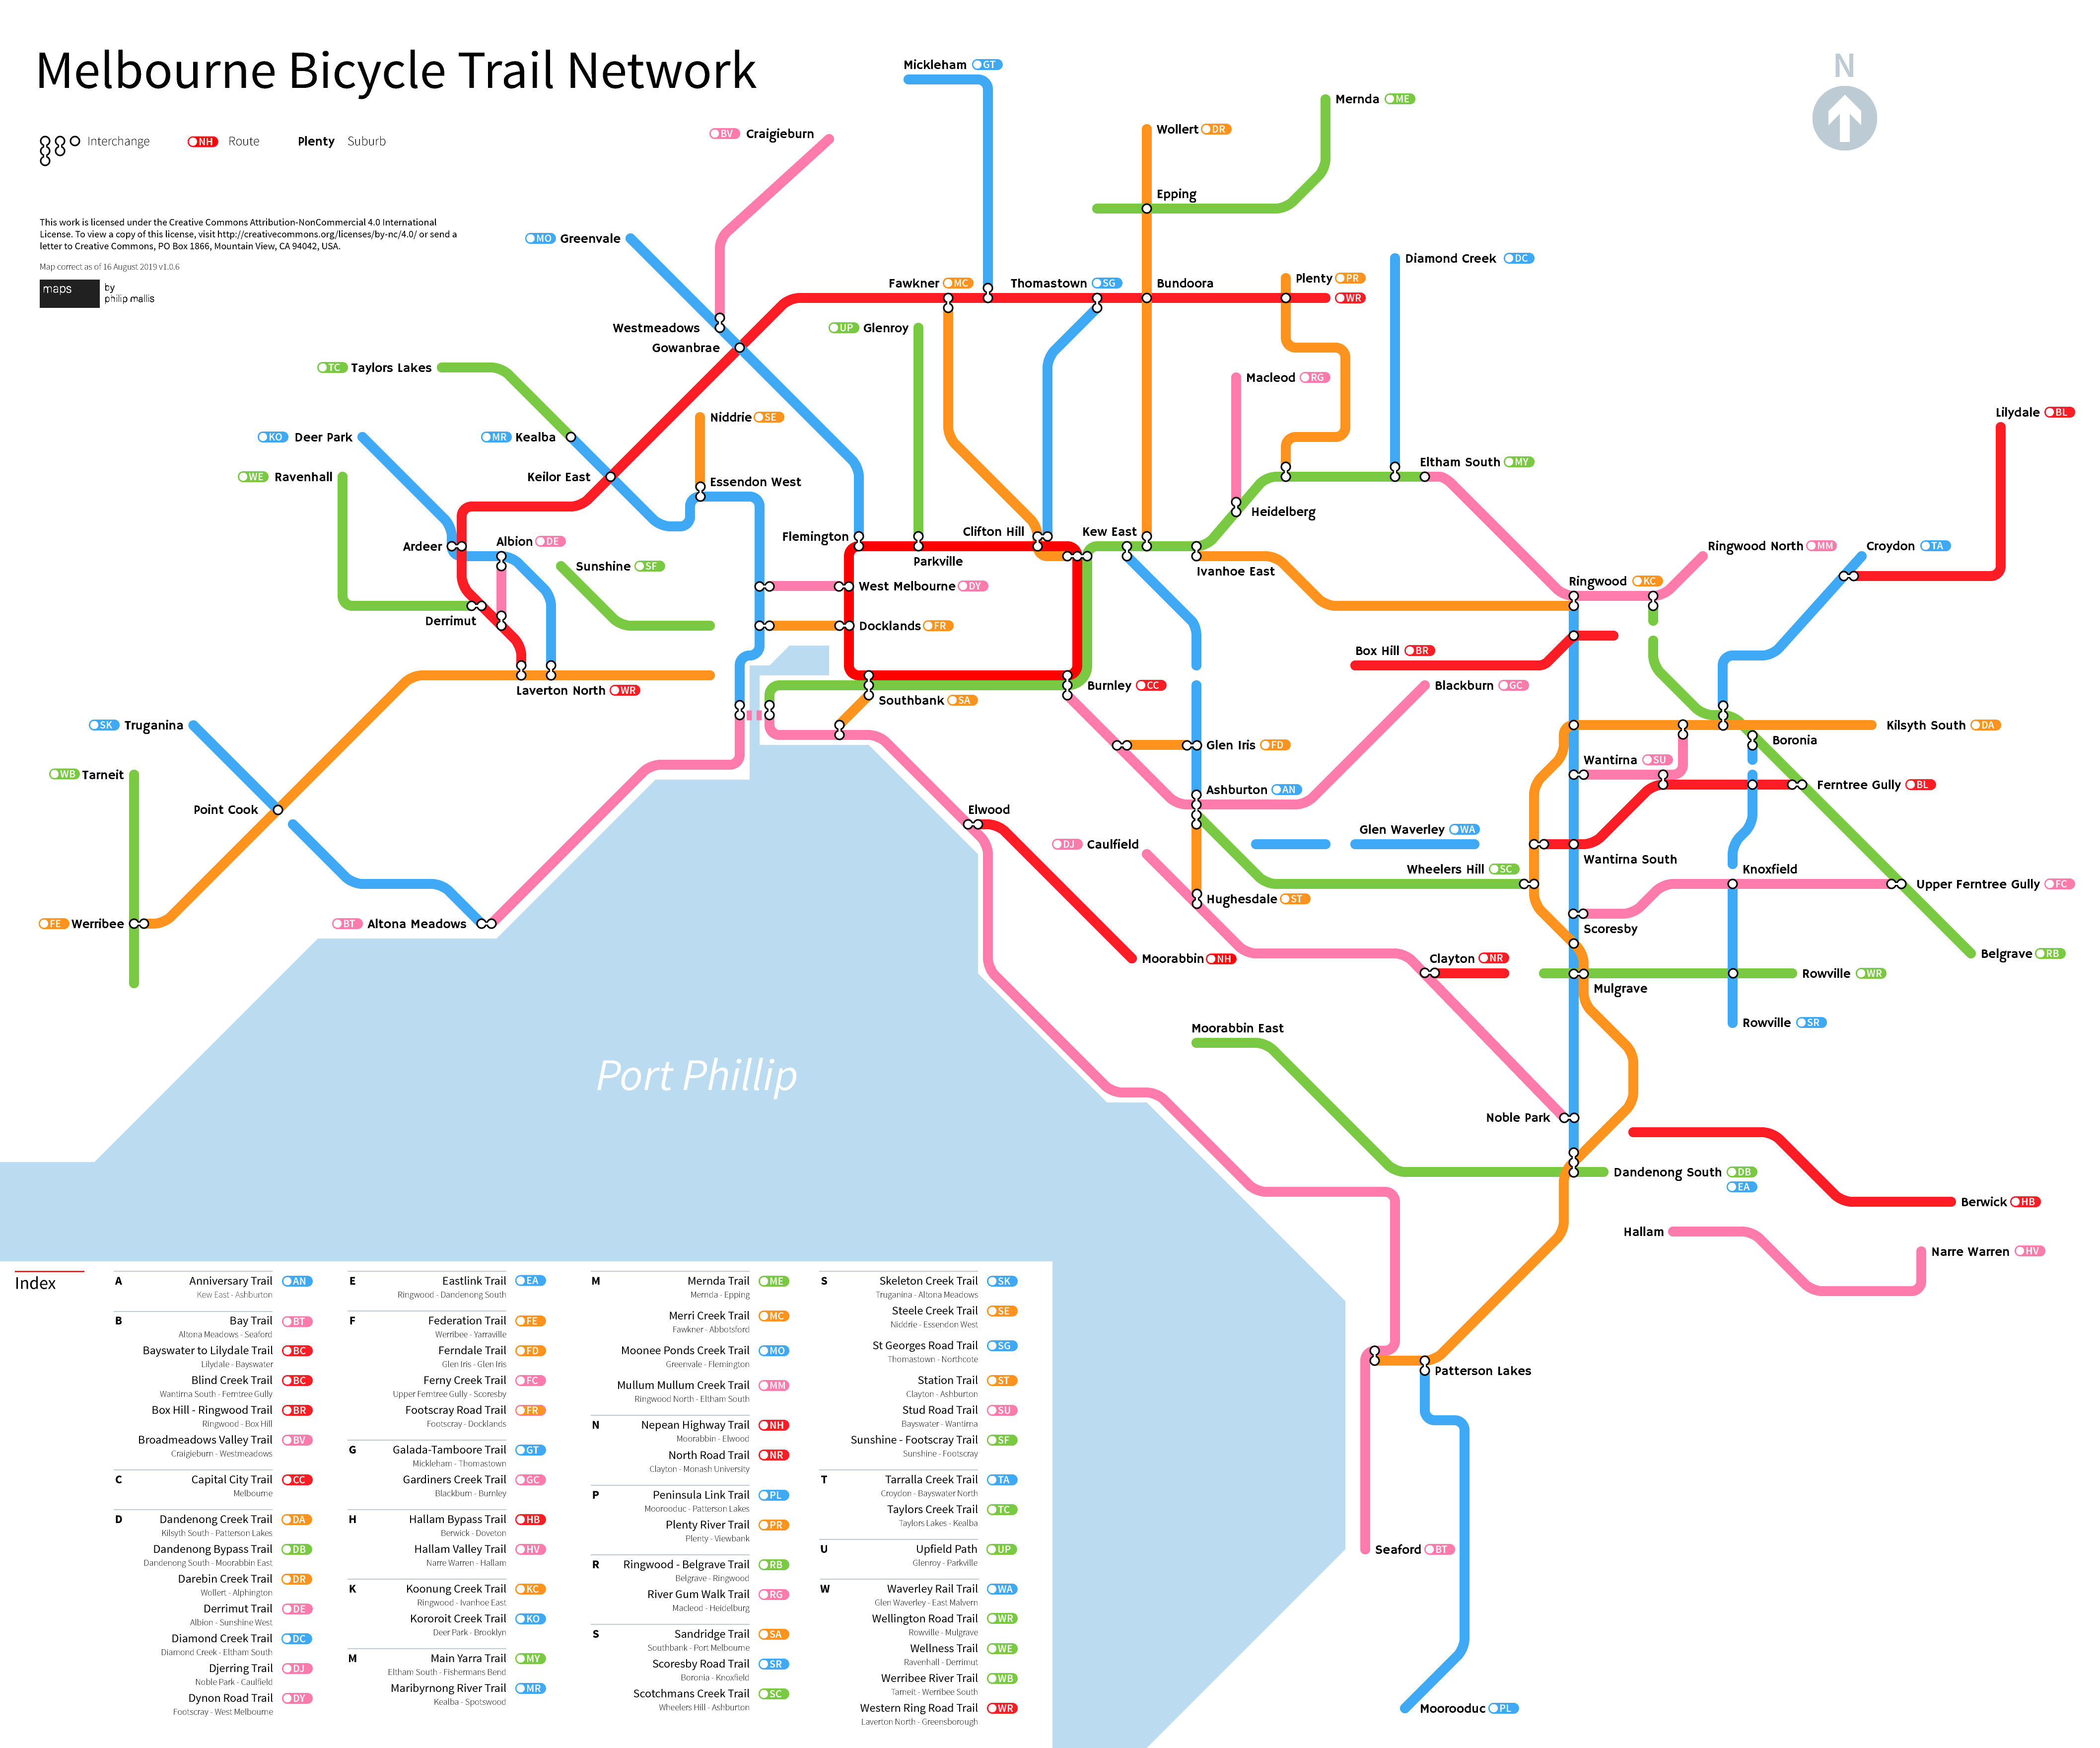 Melbourne Bicycle Trail Network
Interchange
NH Route
Plenty Suburb
This work is licensed under the Creative Commons Attribution-NonCommercial 4.0 International
License. To view a copy of this license, visit http://creativecommons.org/licenses/by-nc/4.0/ or send a
letter to Creative Commons, PO Box 1866, Mountain View, CA 94042, USA.
Map correct as of 16 August 2019 v1.0.6
maps
by
philip mallis
N
Mickleham GT
Mernda ME
BV Craigieburn
Wollert DR
Epping
MO Greenvale
Diamond Creek DC
Fawkner MC
Thomastown SG
Bundoora
Plenty PR
WR
Westmeadows
UP Glenroy
Gowanbrae
TC Taylors Lakes
Macleod RG
Lilydale BL
Niddrie SE
KO Deer Park
MR Kealba
WE Ravenhall
Keilor East
Essendon West
Eltham South MY
Heidelberg
Flemington
Clifton Hill
Kew East
Ardeer
Albion DE
Parkville
Ivanhoe East
Ringwood North MM
Croydon TA
Sunshine SF
West Melbourne DY
Ringwood KC
Derrimut
Docklands FR
Box Hill BR
Laverton North WR
Southbank SA
Burnley CC
Blackburn GC
SK Truganina
Kilsyth South DA
Glen Iris FD
Boronia
WB Tarneit
Wantirna SU
Ashburton AN
Ferntree Gully BL
Point Cook
Elwood
DJ Caulfield
Glen Waverley WA
Wantirna South
Wheelers Hill SC
Knoxfield
Upper Ferntree Gully FC
Hughesdale ST
FE Werribee
BT Altona Meadows
Scoresby
Moorabbin NH
Clayton NR
Belgrave RB
Rowville WR
Mulgrave
Moorabbin East
Rowville SR
Port Phillip
Noble Park
Dandenong South DB
EA
Berwick HB
Hallam
Narre Warren HV
Patterson Lakes
Seaford BT
Moorooduc PL
Index
A Anniversary Trail AN
Kew East - Ashburton
B Bay Trail BT
Altona Meadows - Seaford
Bayswater to Lilydale Trail BC
Lilydale - Bayswater
Blind Creek Trail BC
Wantirna South - Ferntree Gully
Box Hill - Ringwood Trail BR
Ringwood - Box Hill
Broadmeadows Valley Trail BV
Craigieburn - Westmeadows
C Capital City Trail CC
Melbourne
D Dandenong Creek Trail DA
Kilsyth South - Patterson Lakes
Dandenong Bypass Trail DB
Dandenong South - Moorabbin East
Darebin Creek Trail DR
Wollert - Alphington
Derrimut Trail DE
Albion - Sunshine West
Diamond Creek Trail DC
Diamond Creek - Eltham South
Djerring Trail DJ
Noble Park - Caulfield
Dynon Road Trail DY
Footscray - West Melbourne
E Eastlink Trail EA
Ringwood - Dandenong South
F Federation Trail FE
Werribee - Yarraville
Ferndale Trail FD
Glen Iris - Glen Iris
Ferny Creek Trail FC
Upper Ferntree Gully - Scoresby
Footscray Road Trail FR
Footscray - Docklands
G Galada-Tamboore Trail GT
Mickleham - Thomastown
Gardiners Creek Trail GC
Blackburn - Burnley
H Hallam Bypass Trail HB
Berwick - Doveton
Hallam Valley Trail HV
Narre Warren - Hallam
K Koonung Creek Trail KC
Ringwood - Ivanhoe East
Kororoit Creek Trail KO
Deer Park - Brooklyn
M Main Yarra Trail MY
Eltham South - Fishermans Bend
Maribyrnong River Trail MR
Kealba - Spotswood
M Mernda Trail ME
Mernda - Epping
Merri Creek Trail MC
Fawkner - Abbotsford
Moonee Ponds Creek Trail MO
Greenvale - Flemington
Mullum Mullum Creek Trail MM
Ringwood North - Eltham South
N Nepean Highway Trail NH
Moorabbin - Elwood
North Road Trail NR
Clayton - Monash University
P Peninsula Link Trail PL
Moorooduc - Patterson Lakes
Plenty River Trail PR
Plenty - Viewbank
R Ringwood - Belgrave Trail RB
Belgrave - Ringwood
River Gum Walk Trail RG
Macleod - Heidelburg
S Sandridge Trail SA
Southbank - Port Melbourne
Scoresby Road Trail SR
Boronia - Knoxfield
Scotchmans Creek Trail SC
Wheelers Hill - Ashburton
S Skeleton Creek Trail SK
Truganina - Altona Meadows
Steele Creek Trail SE
Niddrie - Essendon West
St Georges Road Trail SG
Thomastown - Northcote
Station Trail ST
Clayton - Ashburton
Stud Road Trail SU
Bayswater - Wantirna
Sunshine - Footscray Trail SF
Sunshine - Footscray
T Tarralla Creek Trail TA
Croydon - Bayswater North
Taylors Creek Trail TC
Taylors Lakes - Kealba
U Upfield Path UP
Glenroy - Parkville
W Waverley Rail Trail WA
Glen Waverley - East Malvern
Wellington Road Trail WR
Rowville - Mulgrave
Wellness Trail WE
Ravenhall - Derrimut
Werribee River Trail WB
Tarneit - Werribee South
Western Ring Road Trail WR
Laverton North - Greensborough